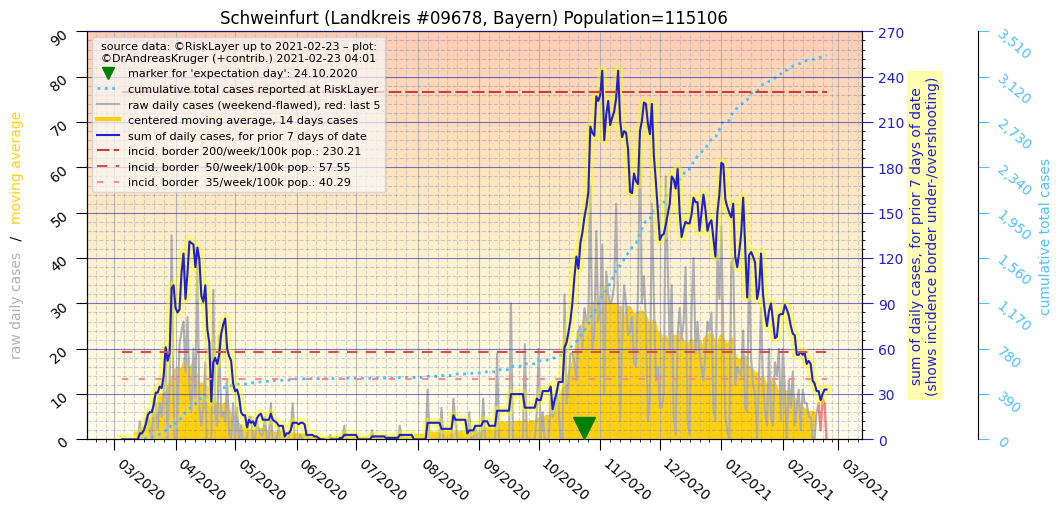 Schweinfurt (Landkreis #09678, Bayern) Population=115106
source data: ©RiskLayer up to 2021-02-23 – plot:
©DrAndreasKruger (+contrib.) 2021-02-23 04:01
marker for 'expectation day': 24.10.2020
cumulative total cases reported at RiskLayer
raw daily cases (weekend-flawed), red: last 5
centered moving average, 14 days cases
sum of daily cases, for prior 7 days of date
incid. border 200/week/100k pop.: 230.21
incid. border  50/week/100k pop.: 57.55
incid. border  35/week/100k pop.: 40.29
raw daily cases / moving average
90
80
70
60
50
40
30
20
10
0
270
240
210
180
150
120
90
60
30
0
sum of daily cases, for prior 7 days of date
(shows incidence border under-/overshooting)
3,510
3,120
2,730
2,340
1,950
1,560
1,170
780
390
0
cumulative total cases
03/2020
04/2020
05/2020
06/2020
07/2020
08/2020
09/2020
10/2020
11/2020
12/2020
01/2021
02/2021
03/2021